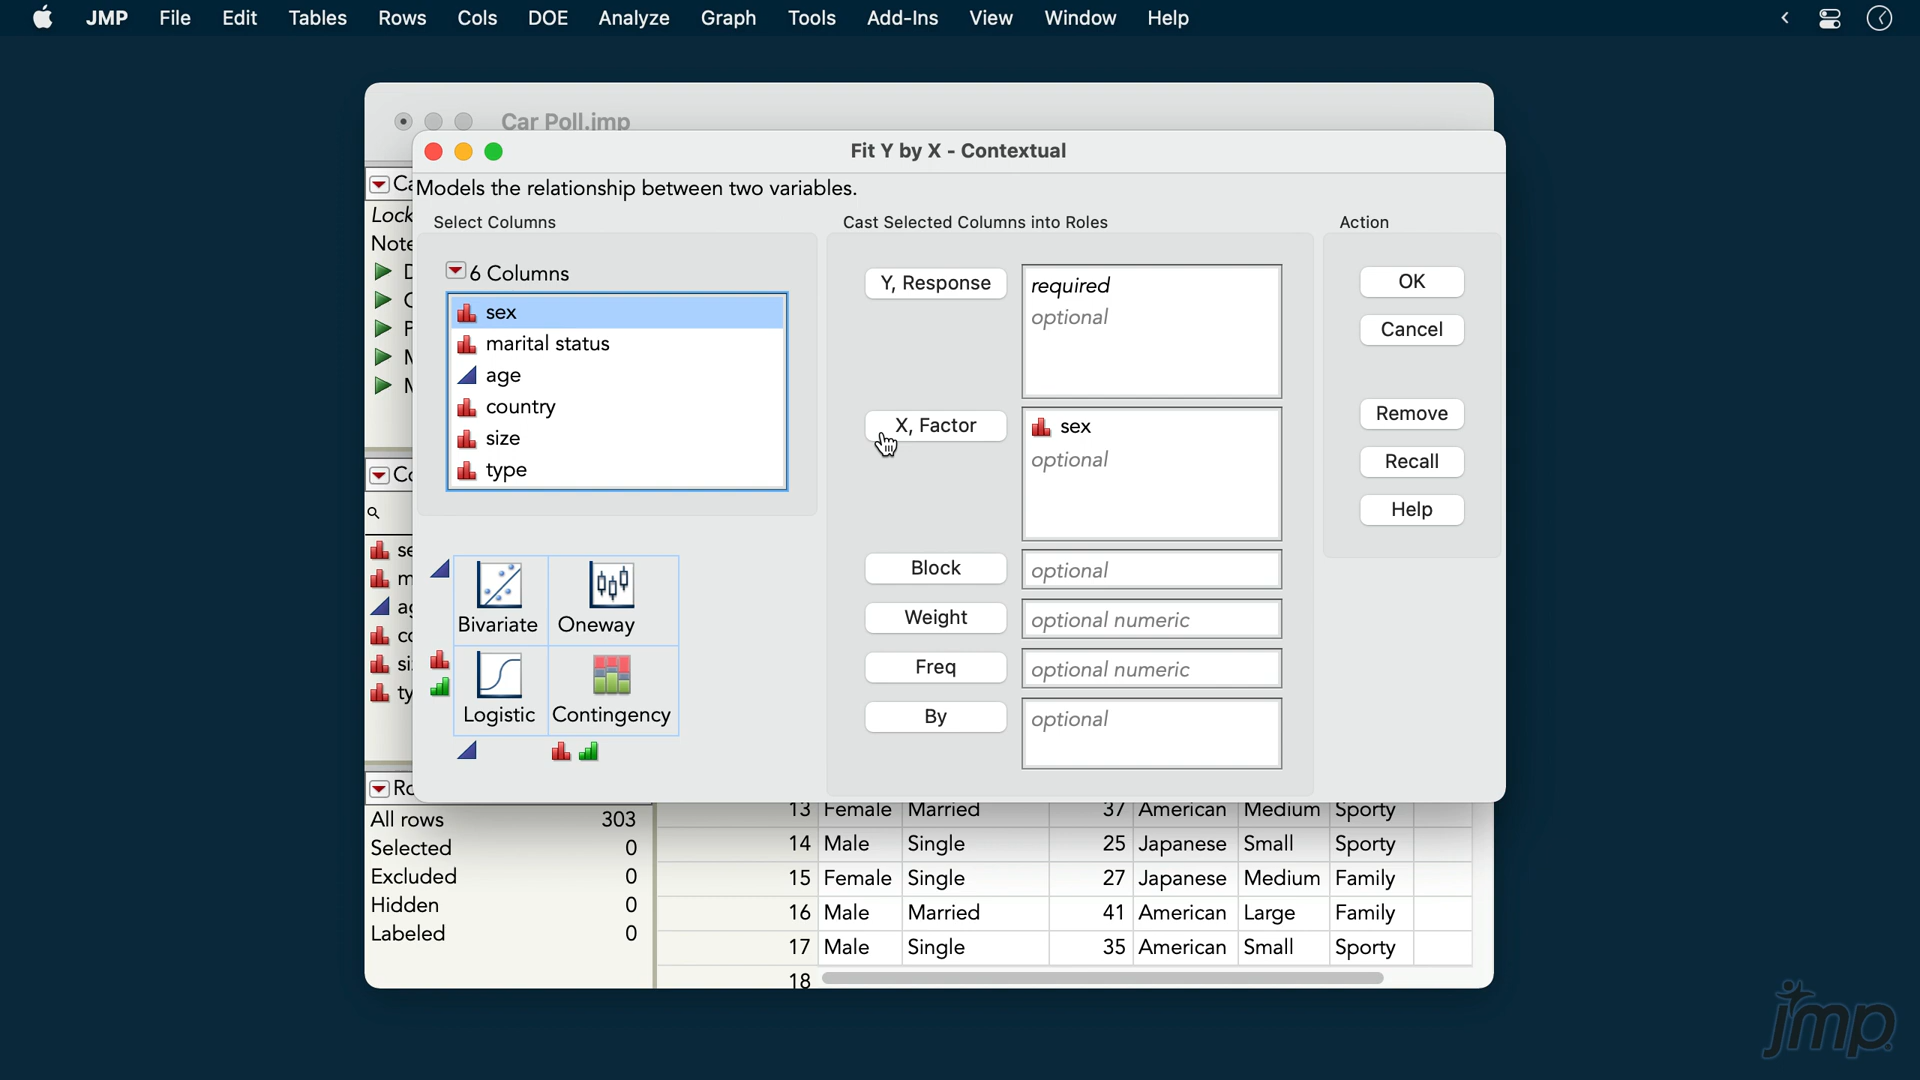 JMP File Edit Tables Rows Cols DOE Analyze Graph Tools Add-Ins View Window Help
Car Poll.jmp
Fit Y by X - Contextual
Models the relationship between two variables.
Select Columns
6 Columns
sex
marital status
age
country
size
type
Bivariate Oneway
Logistic Contingency
Cast Selected Columns into Roles
Y, Response
required
optional
X, Factor
sex
optional
Block optional
Weight optional numeric
Freq optional numeric
By optional
Action
OK
Cancel
Remove
Recall
Help
All rows 303
Selected 0
Excluded 0
Hidden 0
Labeled 0
13 Female Married 37 American Medium Sporty
14 Male Single 25 Japanese Small Sporty
15 Female Single 27 Japanese Medium Family
16 Male Married 41 American Large Family
17 Male Single 35 American Small Sporty
18
jmp